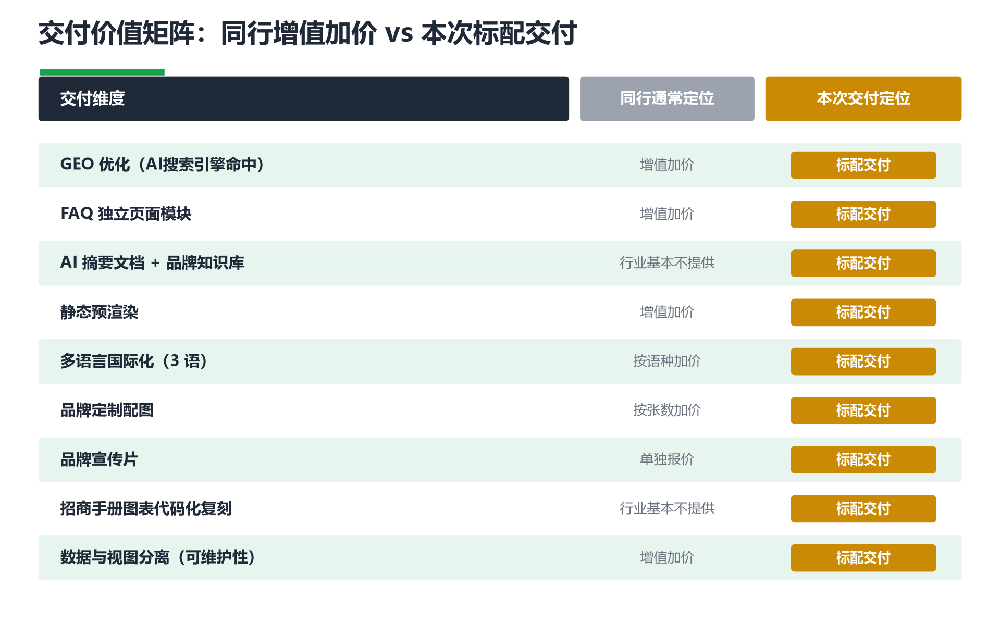 交付价值矩阵：同行增值加价 vs 本次标配交付
交付维度 同行通常定位 本次交付定位
GEO 优化（AI搜索引擎命中） 增值加价 标配交付
FAQ 独立页面模块 增值加价 标配交付
AI 摘要文档 + 品牌知识库 行业基本不提供 标配交付
静态预渲染 增值加价 标配交付
多语言国际化（3 语） 按语种加价 标配交付
品牌定制配图 按张数加价 标配交付
品牌宣传片 单独报价 标配交付
招商手册图表代码化复刻 行业基本不提供 标配交付
数据与视图分离（可维护性） 增值加价 标配交付